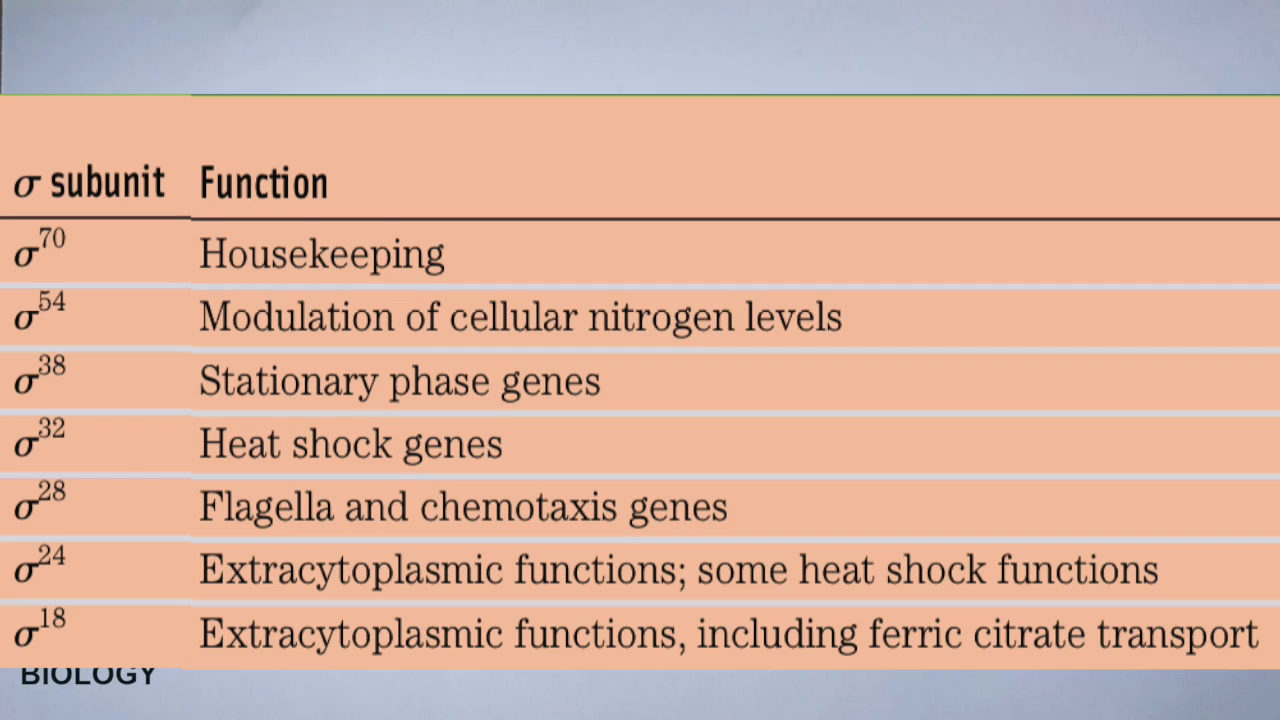 σ subunit Function
σ⁷⁰ Housekeeping
σ⁵⁴ Modulation of cellular nitrogen levels
σ³⁸ Stationary phase genes
σ³² Heat shock genes
σ²⁸ Flagella and chemotaxis genes
σ²⁴ Extracytoplasmic functions; some heat shock functions
σ¹⁸ Extracytoplasmic functions, including ferric citrate transport
BIOLOGY